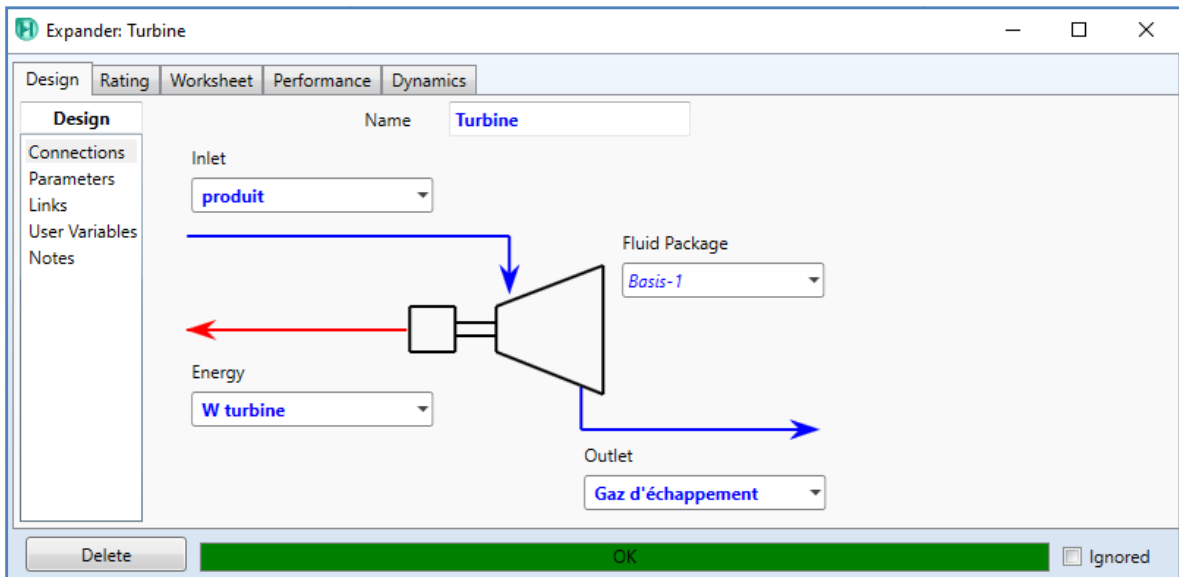 Expander: Turbine
Design Rating Worksheet Performance Dynamics
Design
Connections
Parameters
Links
User Variables
Notes
Name Turbine
Inlet
produit
Fluid Package
Basis-1
Energy
W turbine
Outlet
Gaz d'échappement
Delete OK Ignored